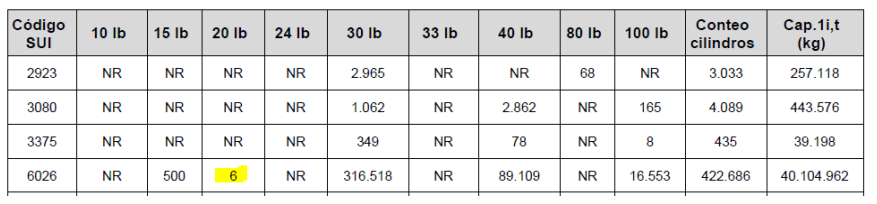 Código SUI 10 lb 15 lb 20 lb 24 lb 30 lb 33 lb 40 lb 80 lb 100 lb Conteo cilindros Cap.1i,t (kg)
2923 NR NR NR NR 2.965 NR NR 68 NR 3.033 257.118
3080 NR NR NR NR 1.062 NR 2.862 NR 165 4.089 443.576
3375 NR NR NR NR 349 NR 78 NR 8 435 39.198
6026 NR 500 6 NR 316.518 NR 89.109 NR 16.553 422.686 40.104.962